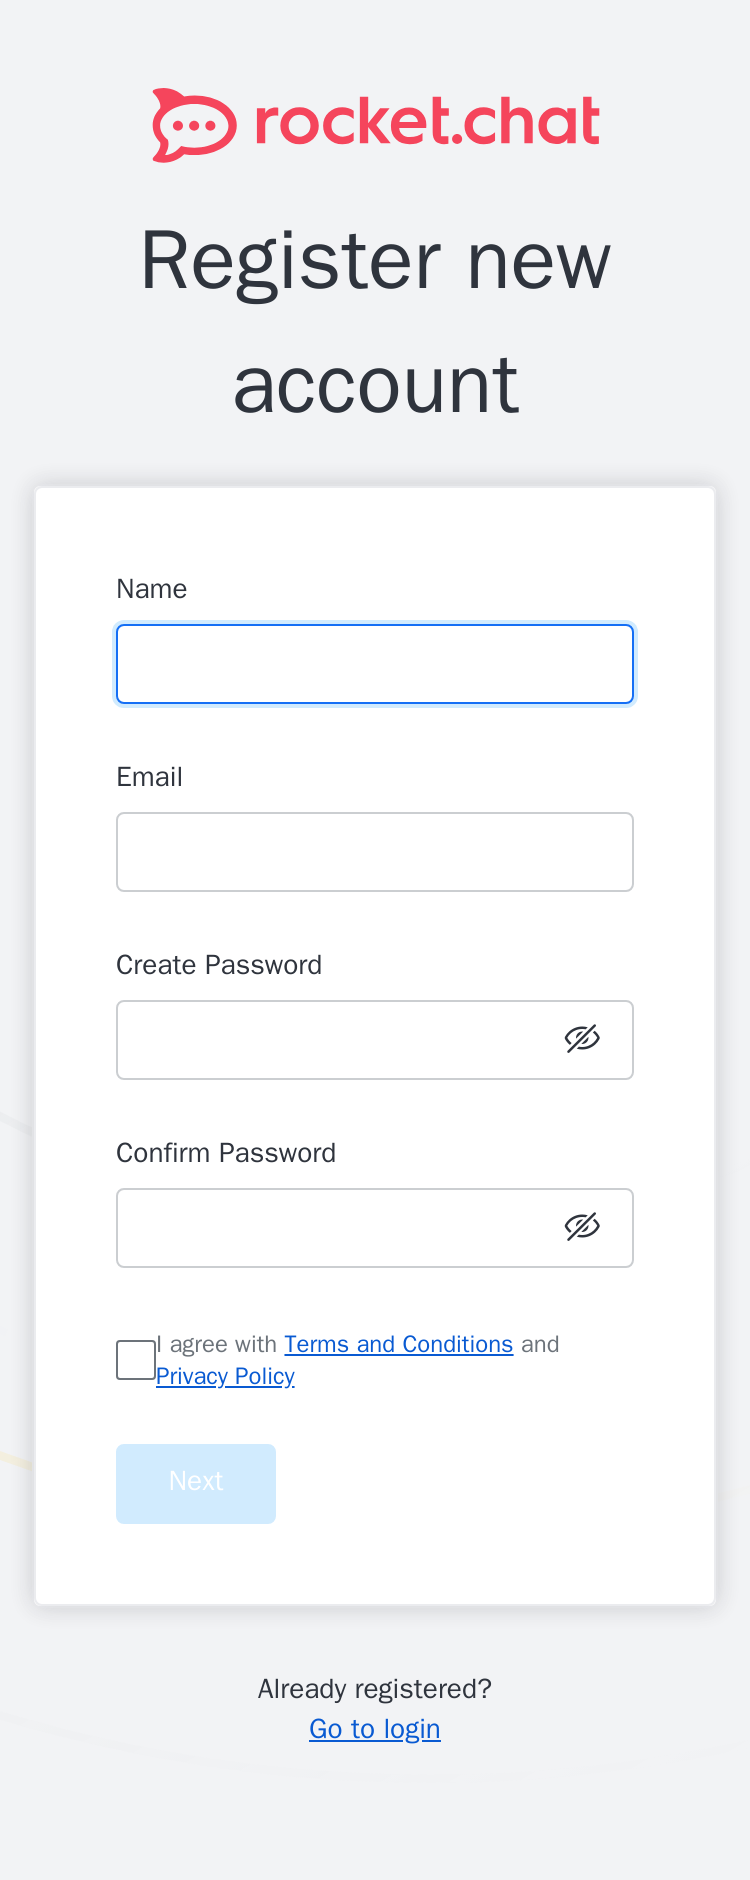 rocket.chat
Register new
account
Name
Email
Create Password
Confirm Password
I agree with Terms and Conditions and
Privacy Policy
Next
Already registered?
Go to login